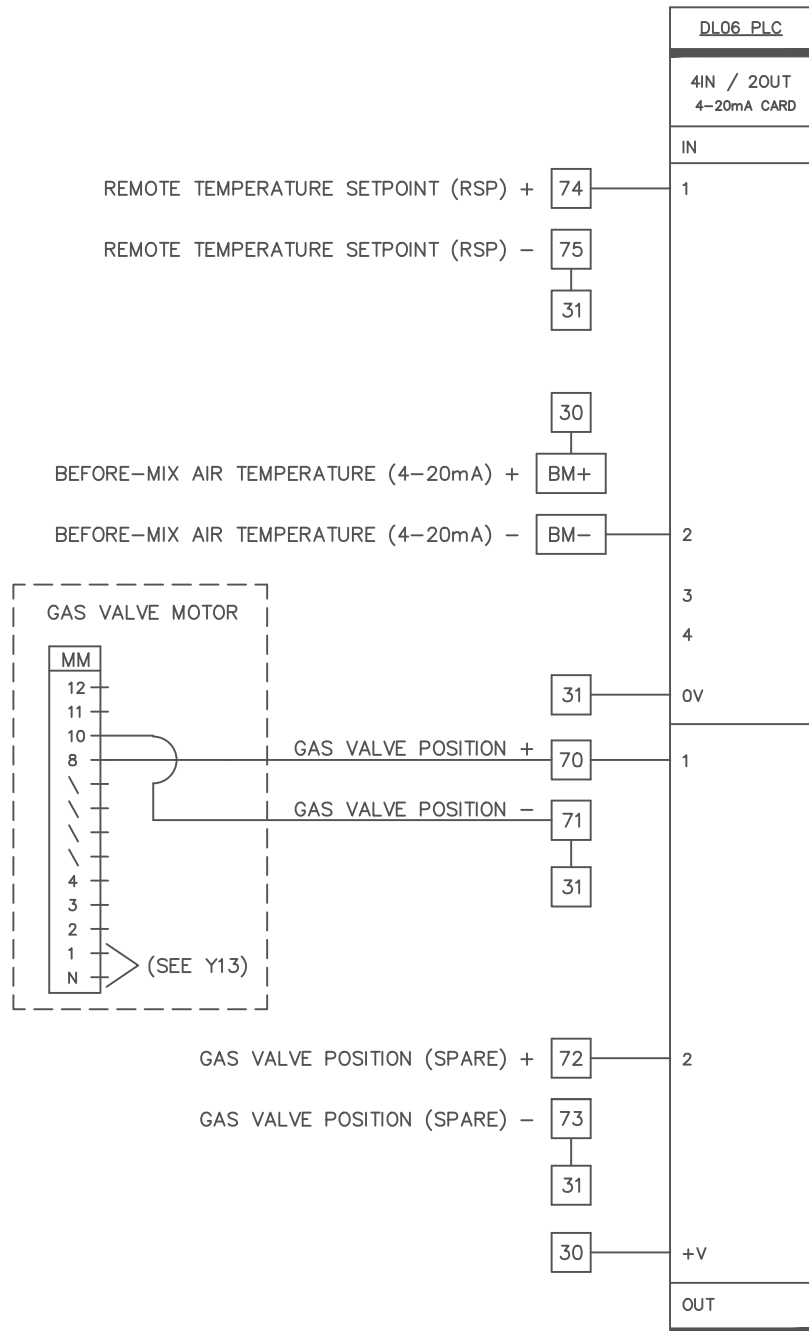 DL06 PLC
4IN / 2OUT
4-20mA CARD
IN
REMOTE TEMPERATURE SETPOINT (RSP) + 74 1
REMOTE TEMPERATURE SETPOINT (RSP) - 75
31
30
BEFORE-MIX AIR TEMPERATURE (4-20mA) + BM+
BEFORE-MIX AIR TEMPERATURE (4-20mA) - BM- 2
3
4
31 0V
GAS VALVE MOTOR
MM
12
11
10
8
\
\
\
\
4
3
2
1
N
(SEE Y13)
GAS VALVE POSITION + 70 1
GAS VALVE POSITION - 71
31
GAS VALVE POSITION (SPARE) + 72 2
GAS VALVE POSITION (SPARE) - 73
31
30 +V
OUT